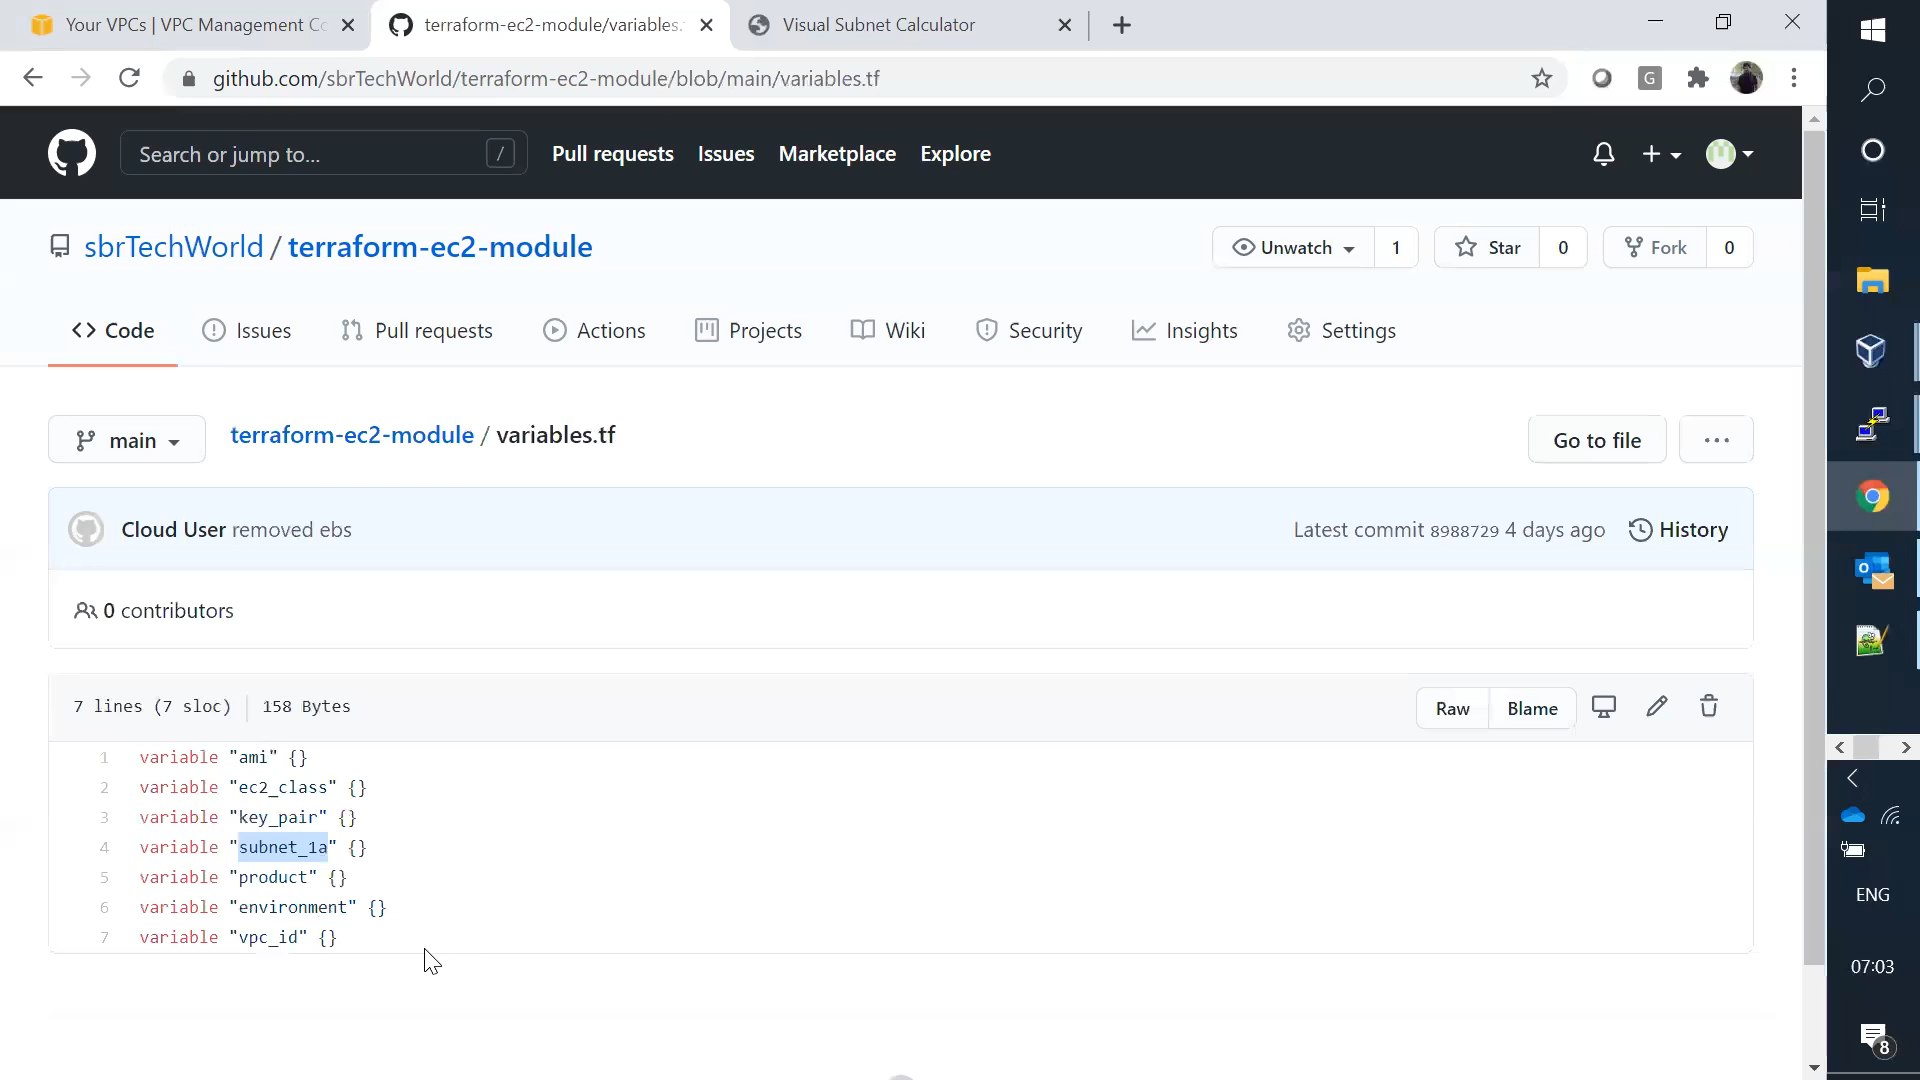 Your VPCs | VPC Management Co
terraform-ec2-module/variables.
Visual Subnet Calculator
github.com/sbrTechWorld/terraform-ec2-module/blob/main/variables.tf
G
Search or jump to... /
Pull requests Issues Marketplace Explore
sbrTechWorld / terraform-ec2-module
Unwatch 1 Star 0 Fork 0
Code Issues Pull requests Actions Projects Wiki Security Insights Settings
main terraform-ec2-module / variables.tf Go to file
Cloud User removed ebs Latest commit 8988729 4 days ago History
0 contributors
7 lines (7 sloc) 158 Bytes Raw Blame
1 variable "ami" {}
2 variable "ec2_class" {}
3 variable "key_pair" {}
4 variable "subnet_1a" {}
5 variable "product" {}
6 variable "environment" {}
7 variable "vpc_id" {}
ENG
07:03
8